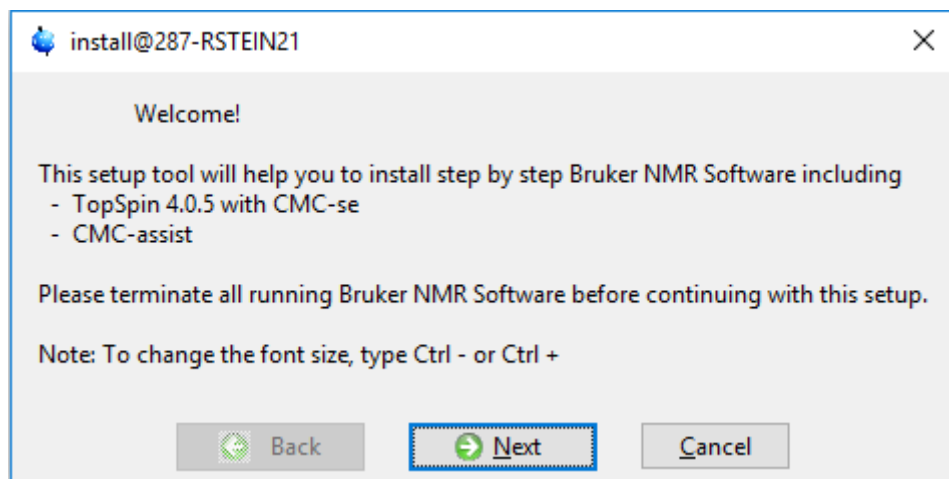 install@287-RSTEIN21
Welcome!
This setup tool will help you to install step by step Bruker NMR Software including
- TopSpin 4.0.5 with CMC-se
- CMC-assist
Please terminate all running Bruker NMR Software before continuing with this setup.
Note: To change the font size, type Ctrl - or Ctrl +
Back
Next
Cancel